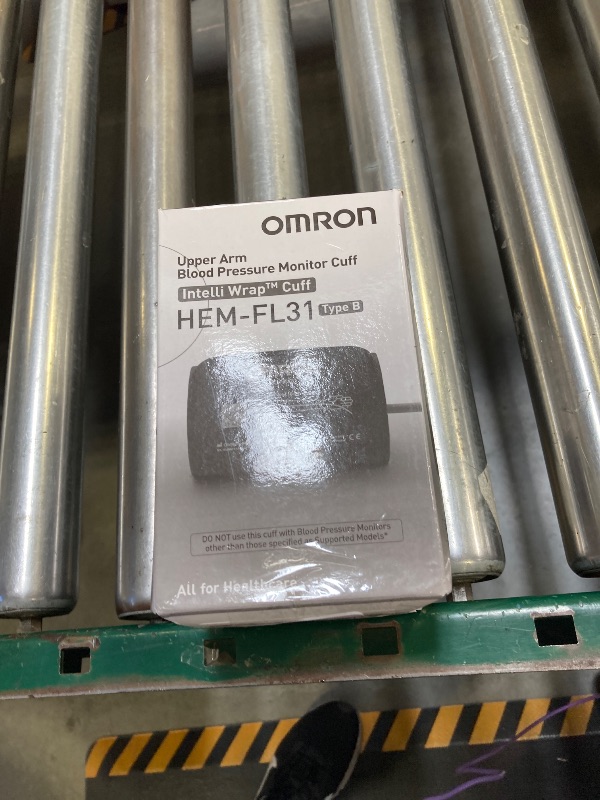 OMRON
Upper Arm
Blood Pressure Monitor Cuff
Intelli Wrap™ Cuff
HEM-FL31 Type B
DO NOT use this cuff with Blood Pressure Monitors
other than those specified as Supported Models*
All for Healthcare